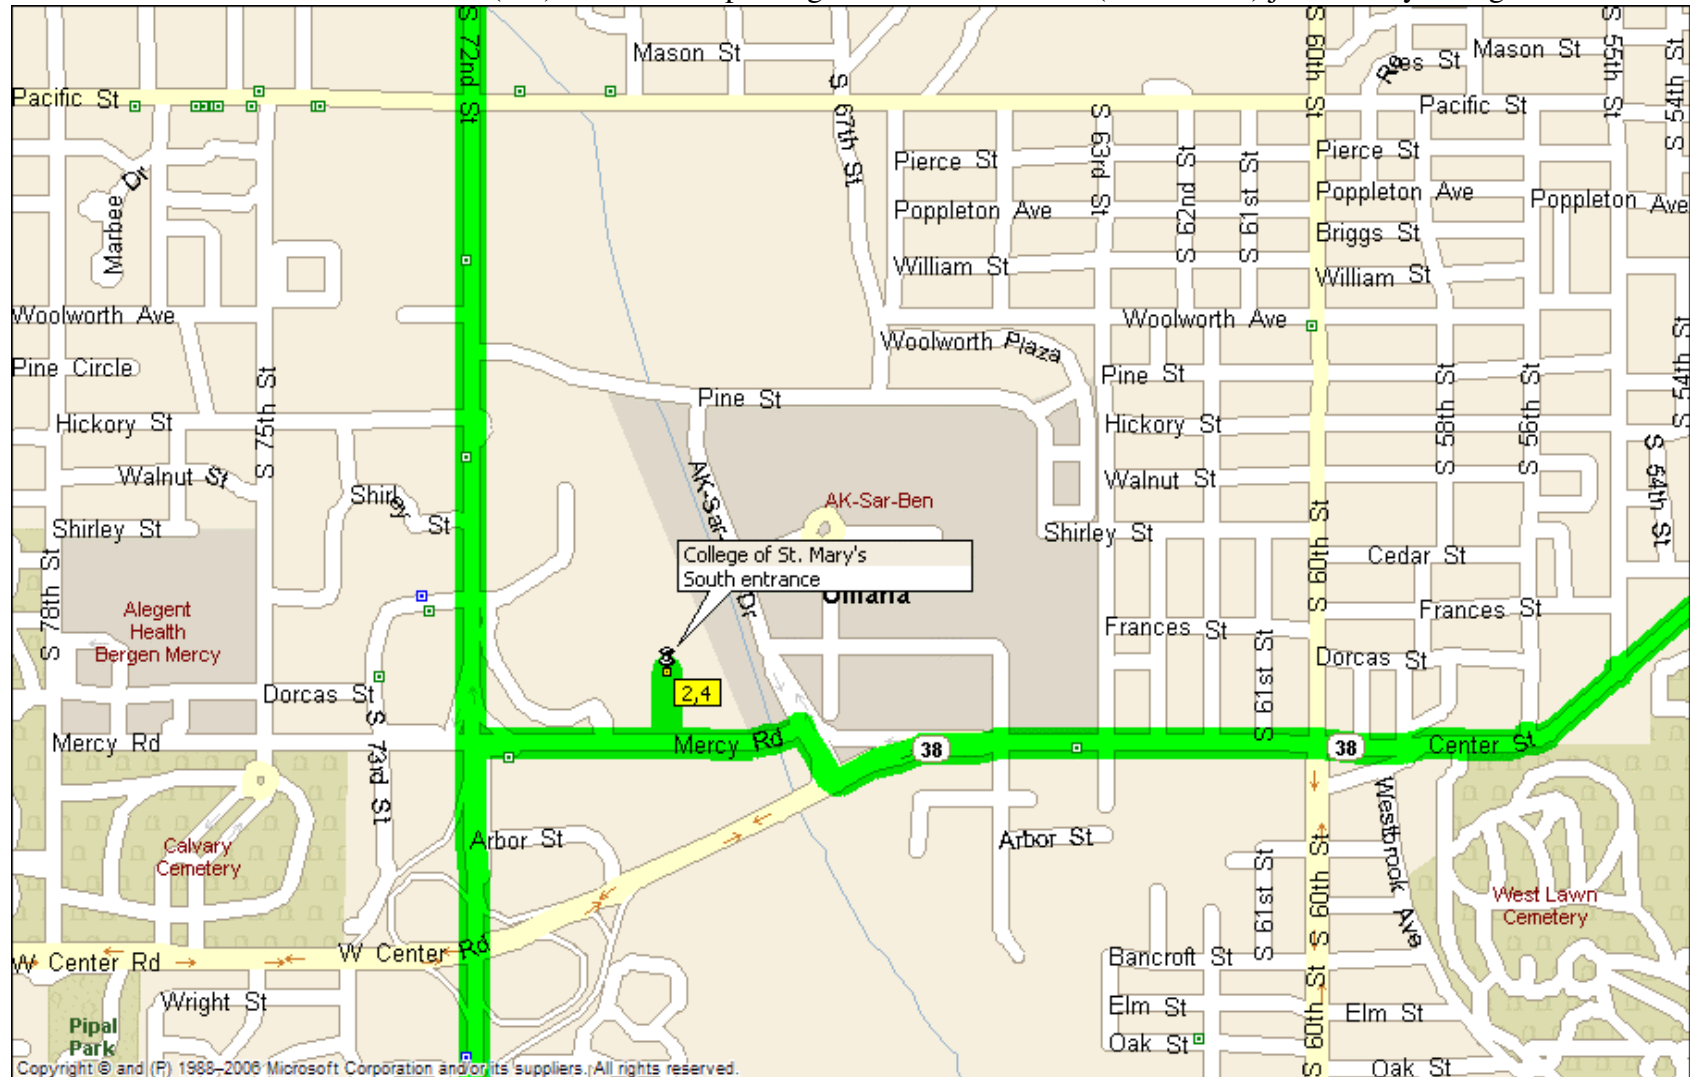 S 72nd St
Mason St
S 67th St
S 60th St
Mason St
S 55th St
S 54th St
Pacific St
Pacific St
Pierce St
S 63rd St
S 62nd St
S 61st St
Pierce St
Marbee Dr
Poppleton Ave
Poppleton Ave
Poppleton Ave
Briggs St
William St
William St
Woolworth Ave
Woolworth Ave
Woolworth Plaza
Pine Circle
Pine St
Pine St
S 75th St
S 58th St
S 56th St
S 54th St
Hickory St
Hickory St
Walnut St
Walnut St
Shirley St
AK-Sar-
Dr
AK-Sar-Ben
S 54th St
Shirley St
Shirley St
S 60th St
Cedar St
College of St. Mary's
South entrance
Omaha
S 78th St
Alegent
Health
Bergen Mercy
Frances St
Frances St
S 61st St
Dorcas St
Dorcas St
2,4
Mercy Rd
S 73rd St
Mercy Rd
38
38
Center St
Westbrook Ave
Calvary
Cemetery
Arbor St
Arbor St
S 61st St
S 60th St
West Lawn
Cemetery
W Center Rd
W Center Rd
Bancroft St
Wright St
Elm St
Elm St
S 60th St
Pipal
Park
Oak St
Oak St
Copyright © and (P) 1988–2006 Microsoft Corporation and/or its suppliers. All rights reserved.